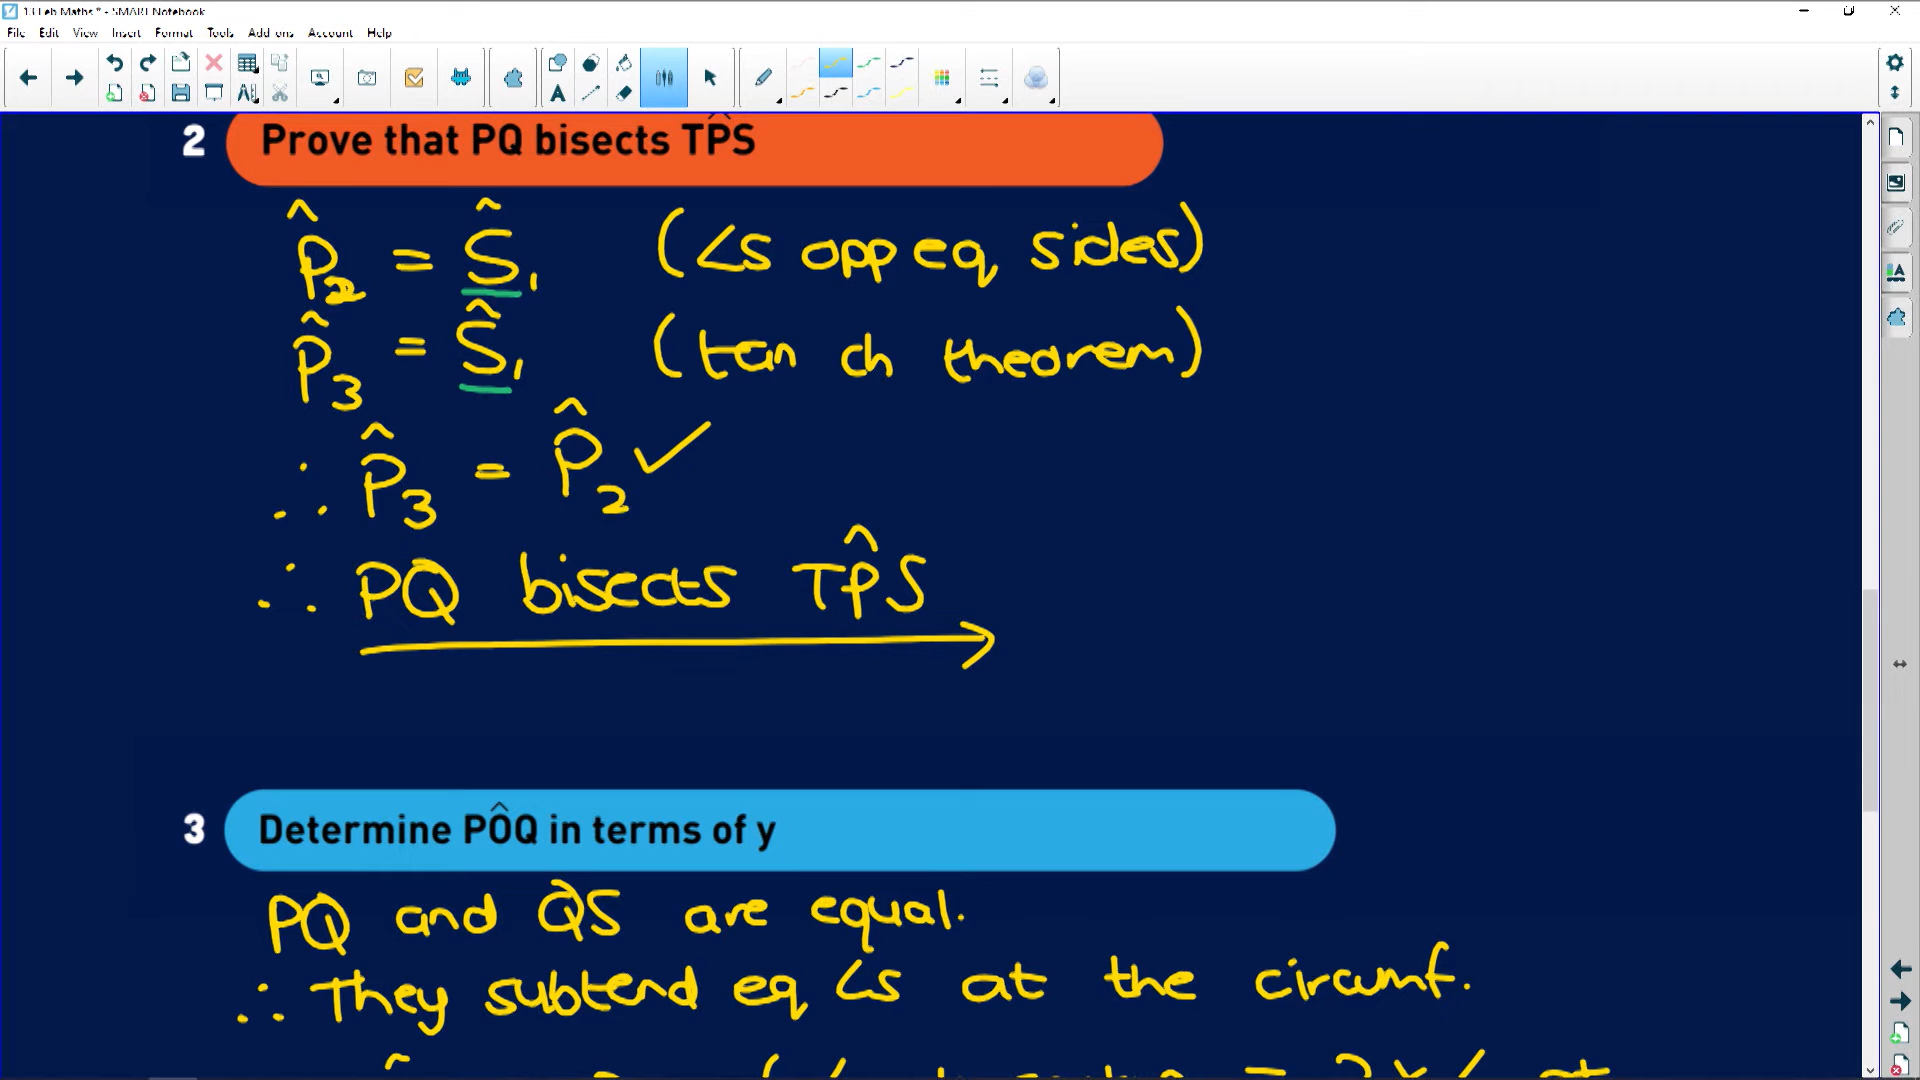 13 Feb Maths * - SMART Notebook
File Edit View Insert Format Tools Add-ons Account Help
2 Prove that PQ bisects TP̂S
P̂₂ = Ŝ₁ (∠s opp eq sides)
P̂₃ = Ŝ₁ (tan ch theorem)
∴ P̂₃ = P̂₂ ✓
∴ PQ bisects TP̂S
3 Determine PÔQ in terms of y
PQ and QS are equal.
∴ They subtend eq ∠s at the circumf.